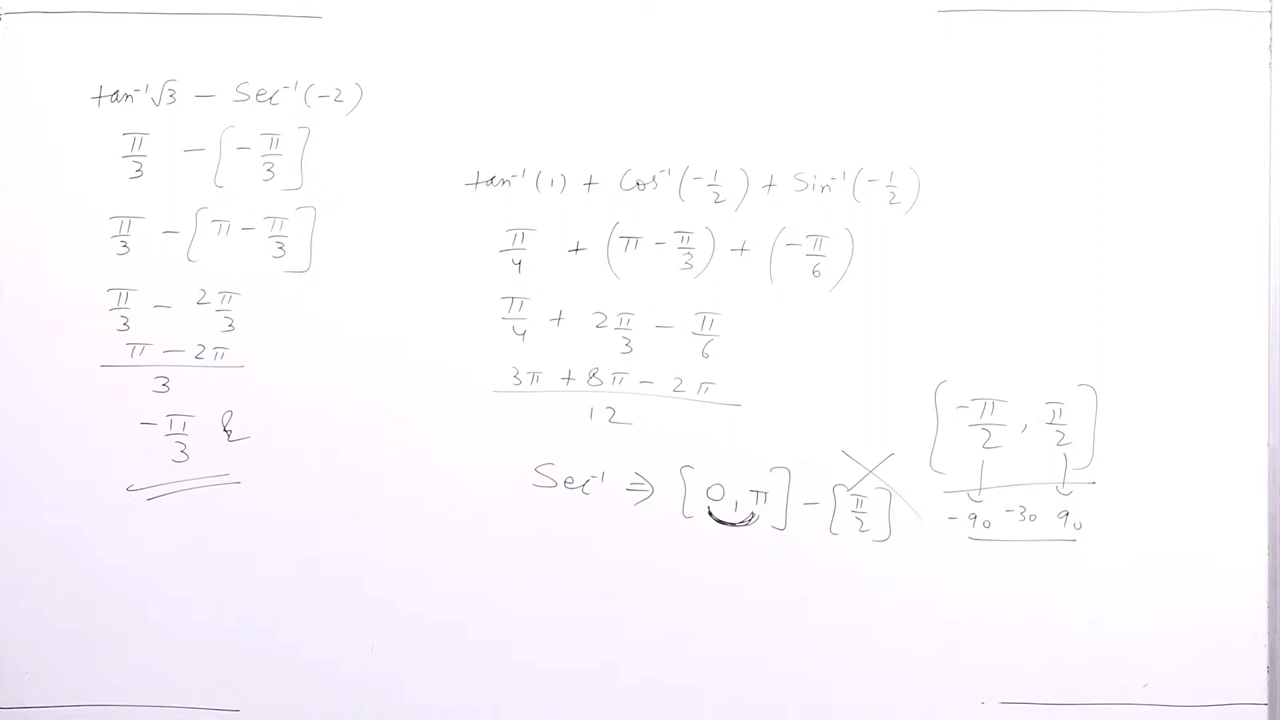 tan⁻¹√3 − Sec⁻¹(−2)
π/3 − [−π/3]
π/3 − [π − π/3]
π/3 − 2π/3
(π − 2π)/3
−π/3
tan⁻¹(1) + Cos⁻¹(−1/2) + Sin⁻¹(−1/2)
π/4 + (π − π/3) + (−π/6)
π/4 + 2π/3 − π/6
(3π + 8π − 2π)/12
Sec⁻¹ ⇒ [0, π] − [π/2]
[−π/2, π/2]
−90 −30 90